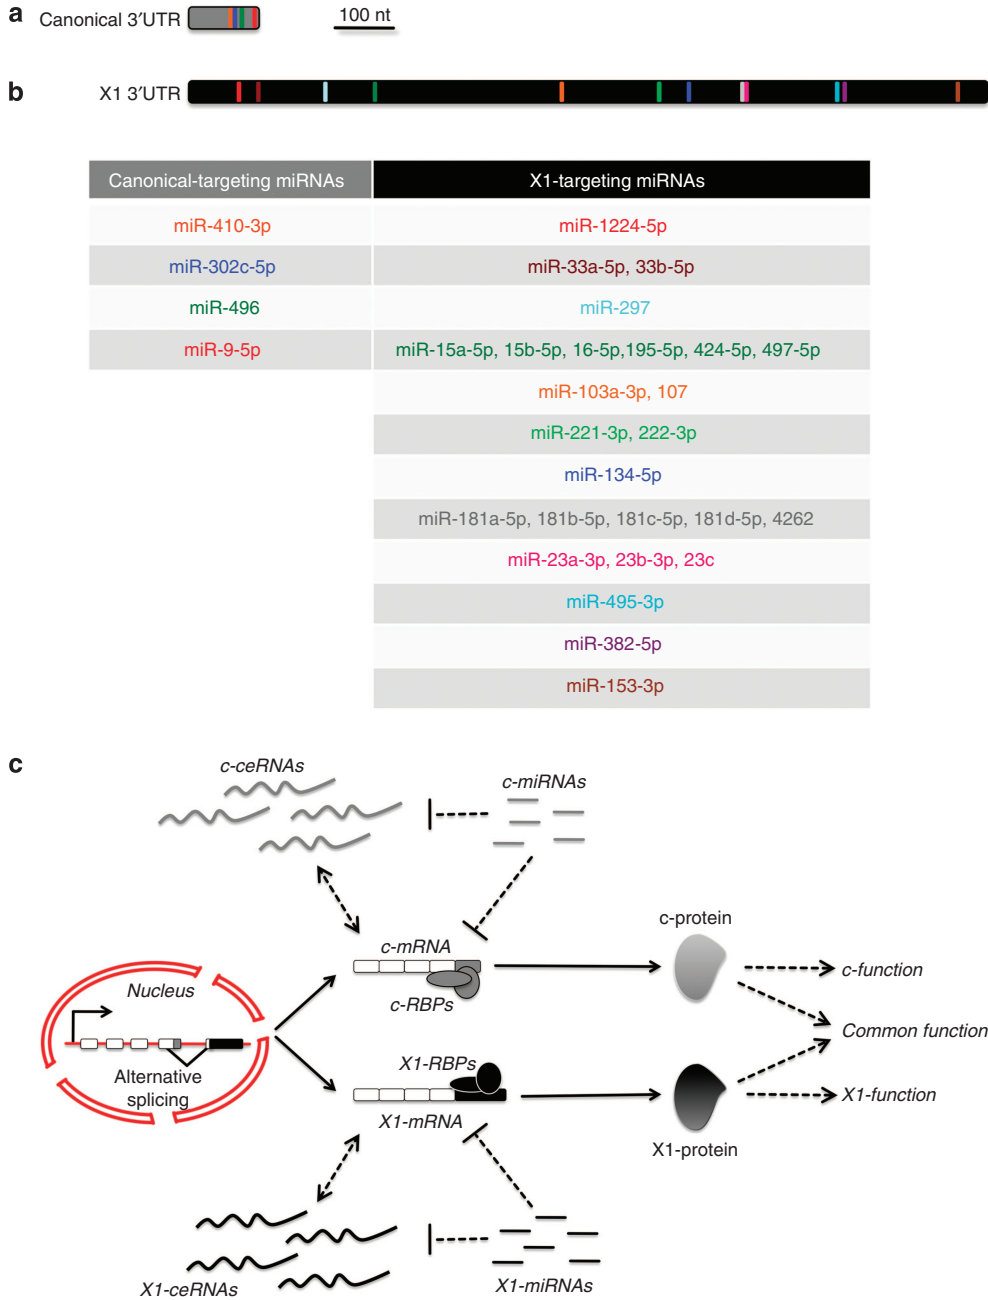 a
Canonical 3′UTR
100 nt
b
X1 3′UTR
Canonical-targeting miRNAs
X1-targeting miRNAs
miR-410-3p
miR-1224-5p
miR-302c-5p
miR-33a-5p, 33b-5p
miR-496
miR-297
miR-9-5p
miR-15a-5p, 15b-5p, 16-5p,195-5p, 424-5p, 497-5p
miR-103a-3p, 107
miR-221-3p, 222-3p
miR-134-5p
miR-181a-5p, 181b-5p, 181c-5p, 181d-5p, 4262
miR-23a-3p, 23b-3p, 23c
miR-495-3p
miR-382-5p
miR-153-3p
c
c-ceRNAs
c-miRNAs
c-mRNA
c-RBPs
c-protein
c-function
Nucleus
Common function
Alternative
splicing
X1-RBPs
X1-mRNA
X1-function
X1-protein
X1-ceRNAs
X1-miRNAs